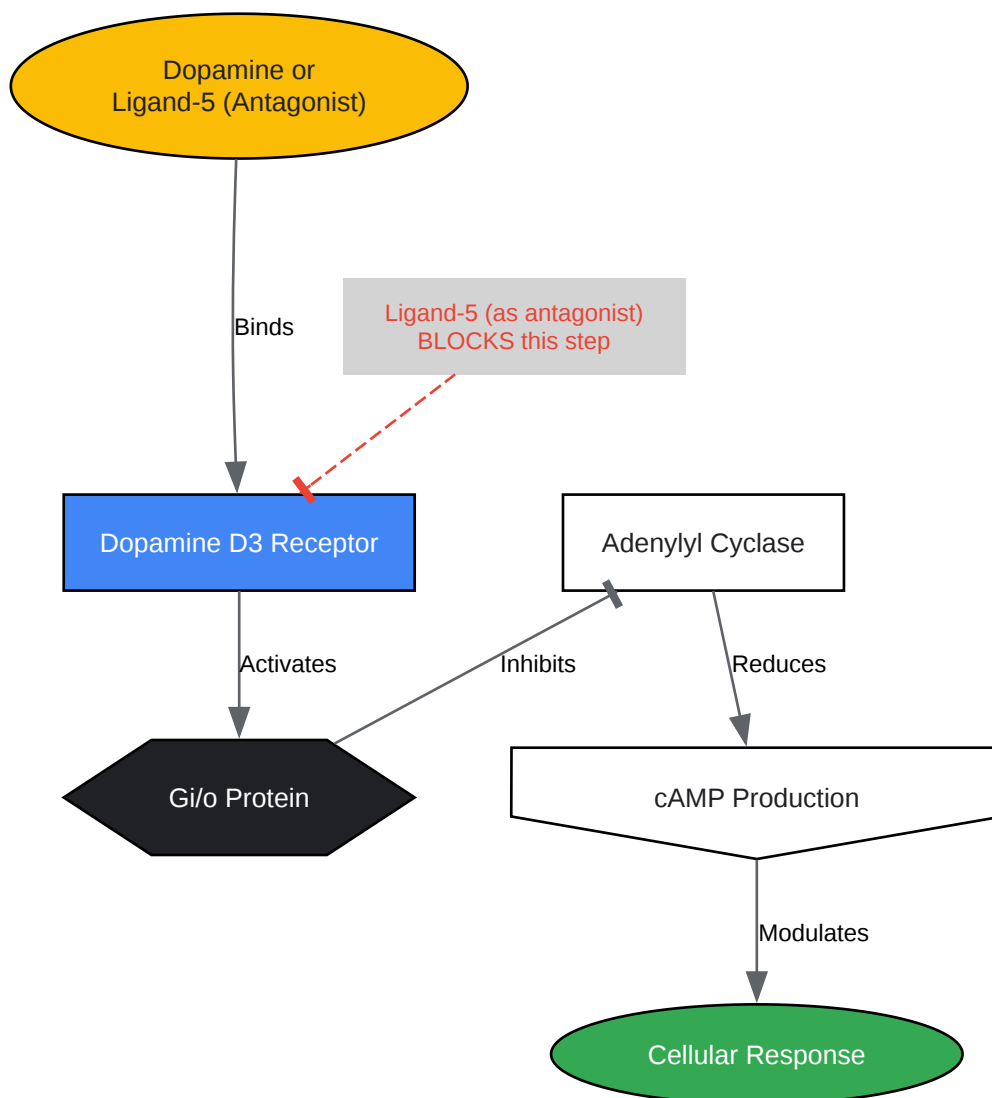 Dopamine or
Ligand-5 (Antagonist)
Binds
Ligand-5 (as antagonist)
BLOCKS this step
Dopamine D3 Receptor
Adenylyl Cyclase
Activates
Inhibits
Reduces
Gi/o Protein
cAMP Production
Modulates
Cellular Response